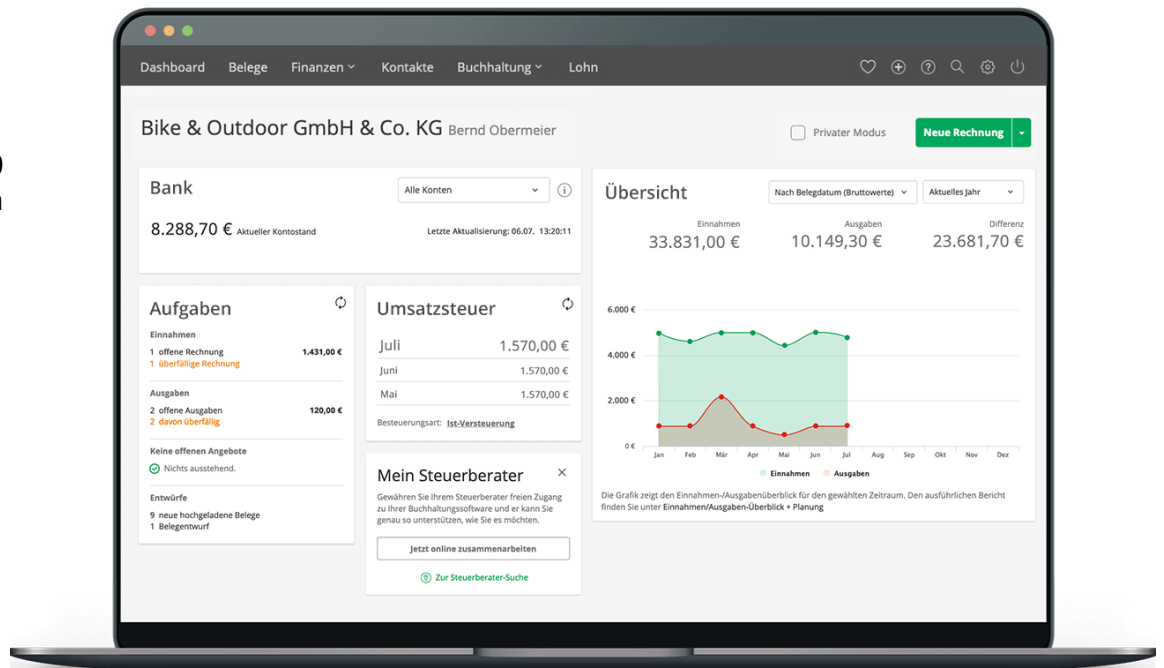 Dashboard Belege Finanzen Kontakte Buchhaltung Lohn
Bike & Outdoor GmbH & Co. KG Bernd Obermeier
Privater Modus
Neue Rechnung
Bank
Alle Konten
8.288,70 € Aktueller Kontostand
Letzte Aktualisierung: 06.07. 13:20:11
Aufgaben
Einnahmen
1 offene Rechnung 1.431,00 €
1 überfällige Rechnung
Ausgaben
2 offene Ausgaben 120,00 €
2 davon überfällig
Keine offenen Angebote
Nichts ausstehend.
Entwürfe
9 neue hochgeladene Belege
1 Belegentwurf
Umsatzsteuer
Juli 1.570,00 €
Juni 1.570,00 €
Mai 1.570,00 €
Besteuerungsart: Ist-Versteuerung
Mein Steuerberater
Gewähren Sie Ihrem Steuerberater freien Zugang
zu Ihrer Buchhaltungssoftware und er kann Sie
genau so unterstützen, wie Sie es möchten.
Jetzt online zusammenarbeiten
Zur Steuerberater-Suche
Übersicht
Nach Belegdatum (Bruttowerte)
Aktuelles Jahr
Einnahmen Ausgaben Differenz
33.831,00 € 10.149,30 € 23.681,70 €
6.000 €
4.000 €
2.000 €
0 €
Jan Feb Mär Apr Mai Jun Jul Aug Sep Okt Nov Dez
Einnahmen Ausgaben
Die Grafik zeigt den Einnahmen-/Ausgabenüberblick für den gewählten Zeitraum. Den ausführlichen Bericht
finden Sie unter Einnahmen/Ausgaben-Überblick + Planung